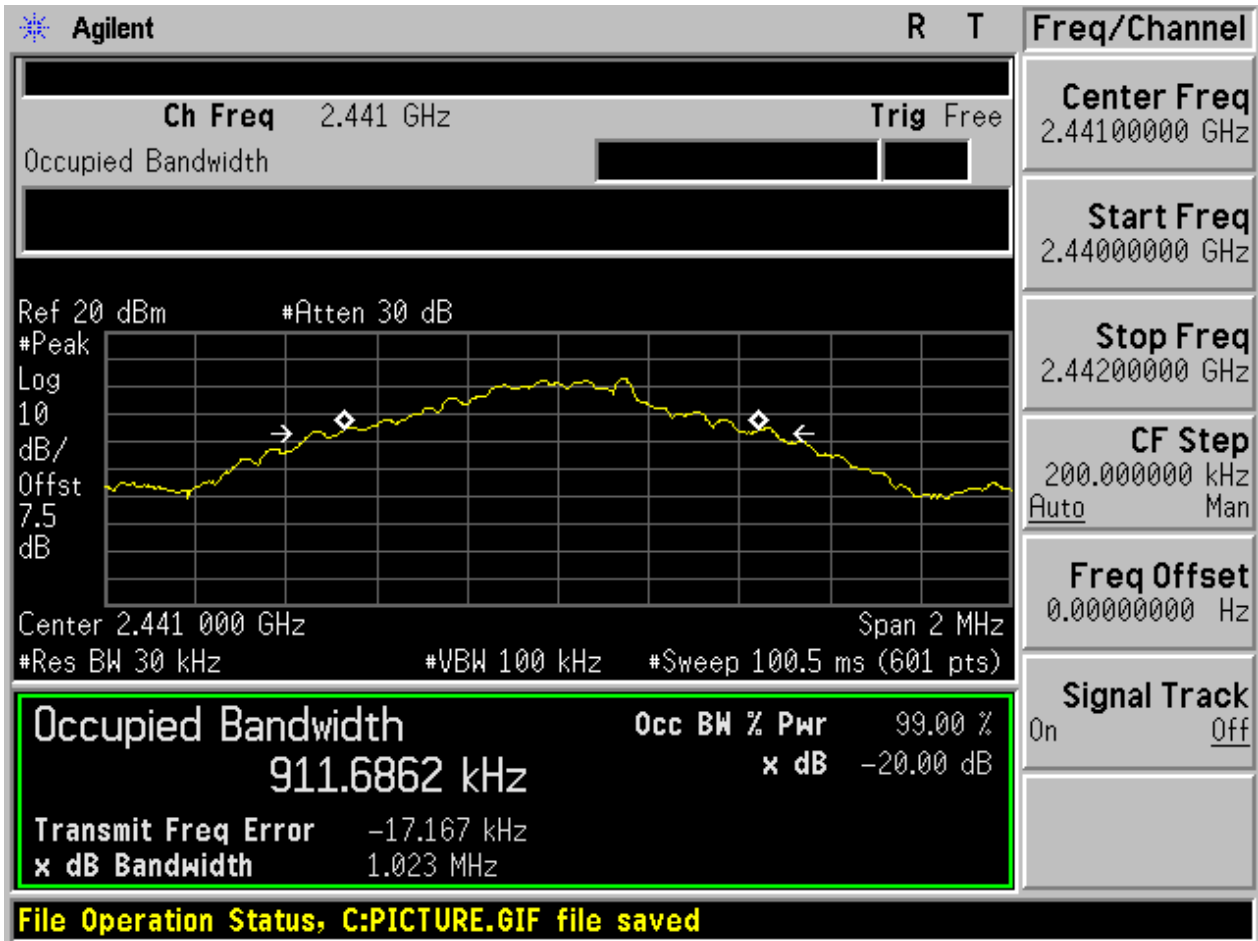 Agilent R T
Freq/Channel
Ch Freq 2.441 GHz Trig Free
Occupied Bandwidth
Center Freq
2.44100000 GHz
Start Freq
2.44000000 GHz
Stop Freq
2.44200000 GHz
CF Step
200.000000 kHz
Auto Man
Freq Offset
0.00000000 Hz
Signal Track
On Off
Ref 20 dBm #Atten 30 dB
#Peak
Log
10
dB/
Offst
7.5
dB
Center 2.441 000 GHz Span 2 MHz
#Res BW 30 kHz #VBW 100 kHz #Sweep 100.5 ms (601 pts)
Occupied Bandwidth
911.6862 kHz
Occ BW % Pwr 99.00 %
x dB -20.00 dB
Transmit Freq Error -17.167 kHz
x dB Bandwidth 1.023 MHz
File Operation Status, C:PICTURE.GIF file saved